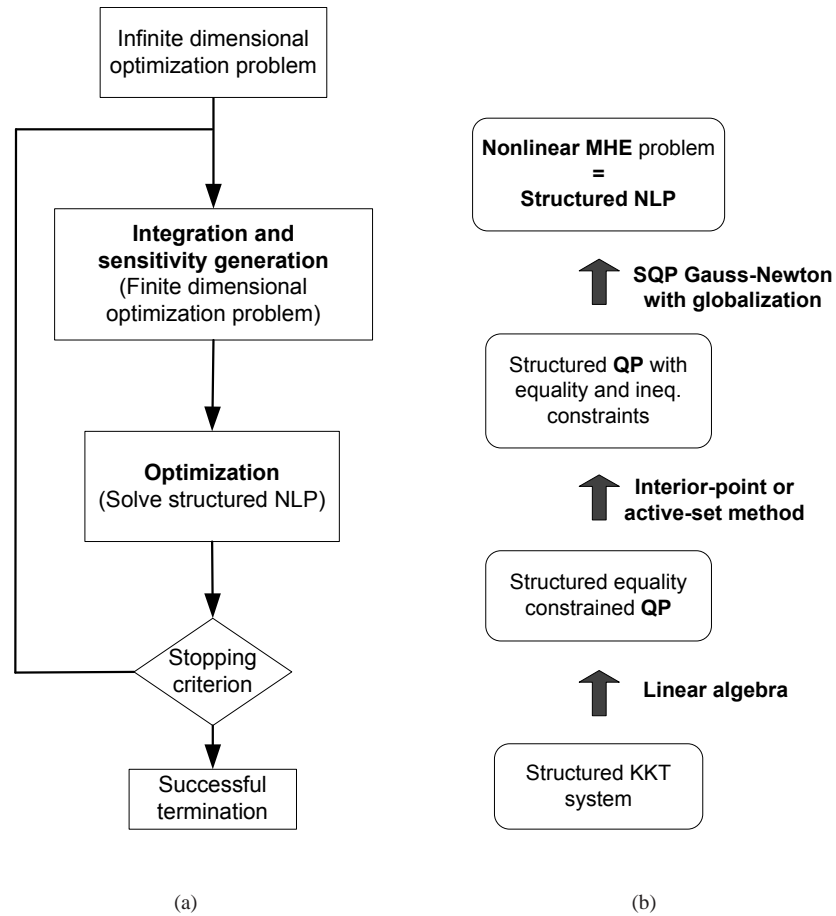 Infinite dimensional
optimization problem
Integration and
sensitivity generation
(Finite dimensional
optimization problem)
Optimization
(Solve structured NLP)
Stopping
criterion
Successful
termination
(a)
Nonlinear MHE problem
=
Structured NLP
SQP Gauss-Newton
with globalization
Structured QP with
equality and ineq.
constraints
Interior-point or
active-set method
Structured equality
constrained QP
Linear algebra
Structured KKT
system
(b)